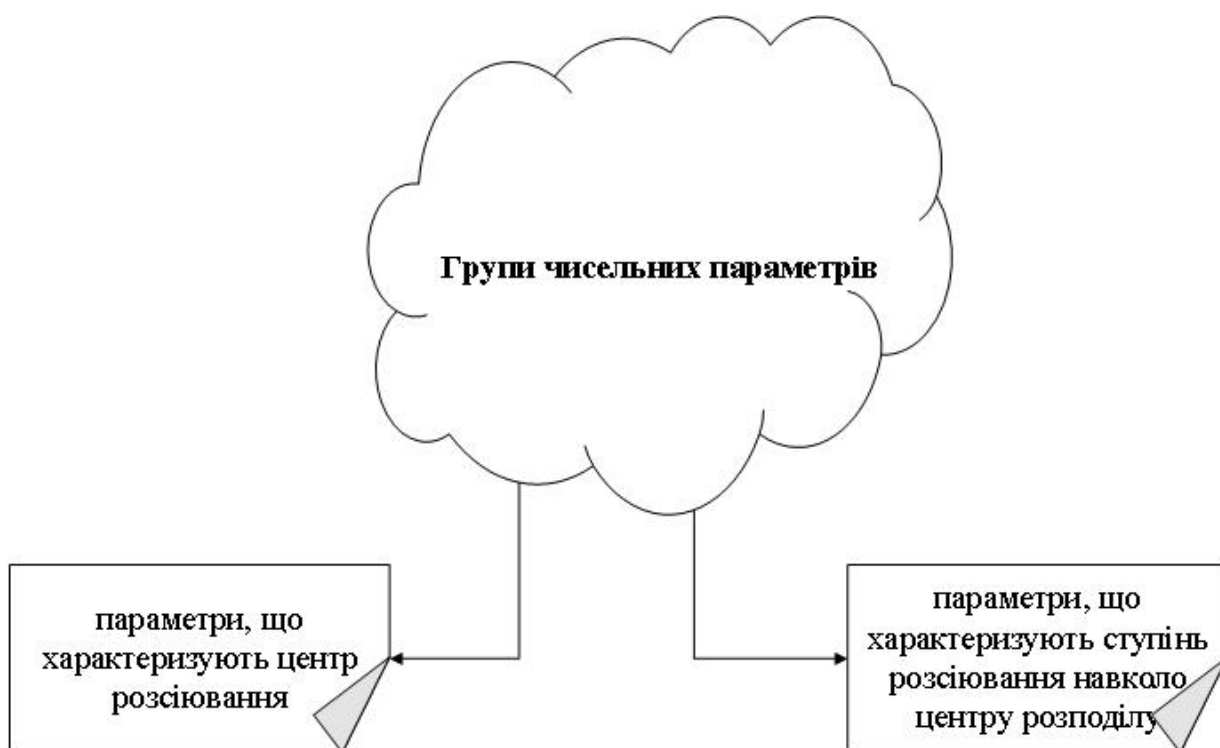 Групи чисельних параметрів
параметри, що
характеризують центр
розсіювання
параметри, що
характеризують ступінь
розсіювання навколо
центру розподілу